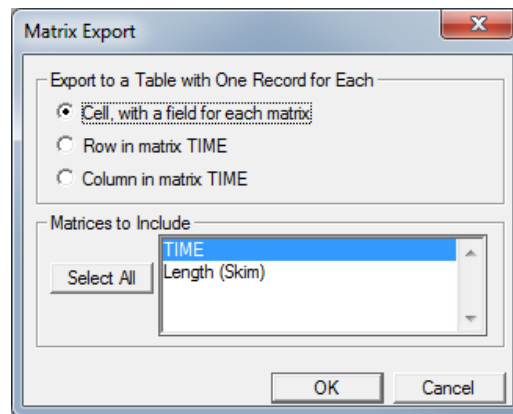 Matrix Export
Export to a Table with One Record for Each
Cell, with a field for each matrix
Row in matrix TIME
Column in matrix TIME
Matrices to Include
Select All
TIME
Length (Skim)
OK
Cancel